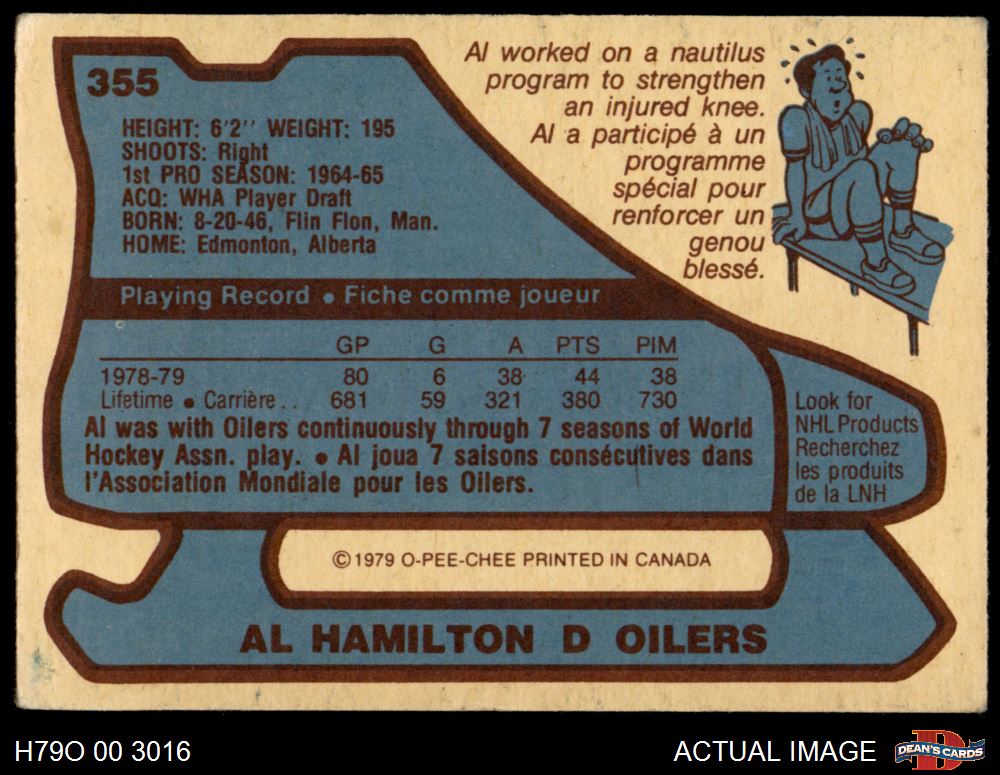 355
HEIGHT: 6'2'' WEIGHT: 195
SHOOTS: Right
1st PRO SEASON: 1964-65
ACQ: WHA Player Draft
BORN: 8-20-46, Flin Flon, Man.
HOME: Edmonton, Alberta
Al worked on a nautilus
program to strengthen
an injured knee.
Al a participé à un
programme
spécial pour
renforcer un
genou
blessé.
Playing Record • Fiche comme joueur
GP G A PTS PIM
1978-79 80 6 38 44 38
Lifetime • Carrière . . 681 59 321 380 730
Al was with Oilers continuously through 7 seasons of World
Hockey Assn. play. • Al joua 7 saisons consécutives dans
l'Association Mondiale pour les Oilers.
Look for
NHL Products
Recherchez
les produits
de la LNH
© 1979 O-PEE-CHEE PRINTED IN CANADA
AL HAMILTON D OILERS
H79O 00 3016
ACTUAL IMAGE
DEAN'S CARDS